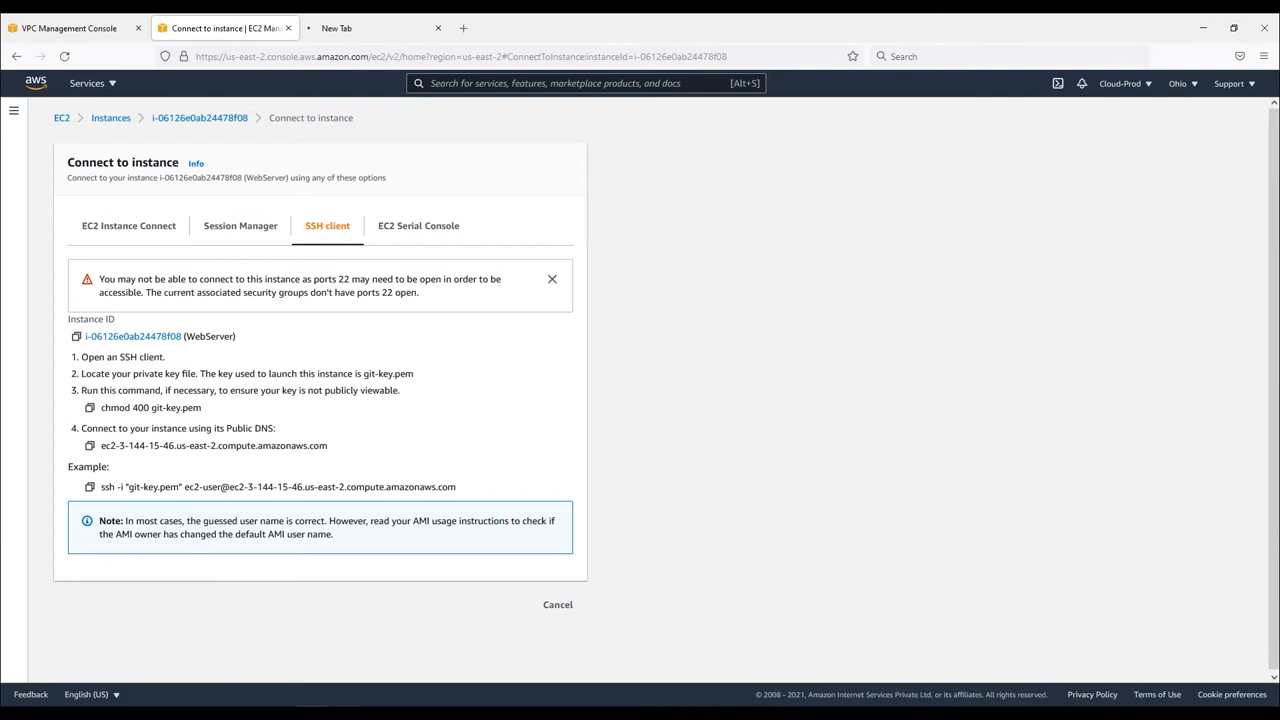 VPC Management Console
Connect to instance | EC2 Man
New Tab
https://us-east-2.console.aws.amazon.com/ec2/v2/home?region=us-east-2#ConnectToInstance:instanceId=i-06126e0ab24478f08
Search
aws
Services
Search for services, features, marketplace products, and docs
[Alt+S]
Cloud-Prod
Ohio
Support
EC2
Instances
i-06126e0ab24478f08
Connect to instance
Connect to instance Info
Connect to your instance i-06126e0ab24478f08 (WebServer) using any of these options
EC2 Instance Connect
Session Manager
SSH client
EC2 Serial Console
You may not be able to connect to this instance as ports 22 may need to be open in order to be
accessible. The current associated security groups don't have ports 22 open.
Instance ID
i-06126e0ab24478f08 (WebServer)
1. Open an SSH client.
2. Locate your private key file. The key used to launch this instance is git-key.pem
3. Run this command, if necessary, to ensure your key is not publicly viewable.
chmod 400 git-key.pem
4. Connect to your instance using its Public DNS:
ec2-3-144-15-46.us-east-2.compute.amazonaws.com
Example:
ssh -i "git-key.pem" ec2-user@ec2-3-144-15-46.us-east-2.compute.amazonaws.com
Note: In most cases, the guessed user name is correct. However, read your AMI usage instructions to check if
the AMI owner has changed the default AMI user name.
Cancel
Feedback
English (US)
© 2008 - 2021, Amazon Internet Services Private Ltd. or its affiliates. All rights reserved.
Privacy Policy
Terms of Use
Cookie preferences